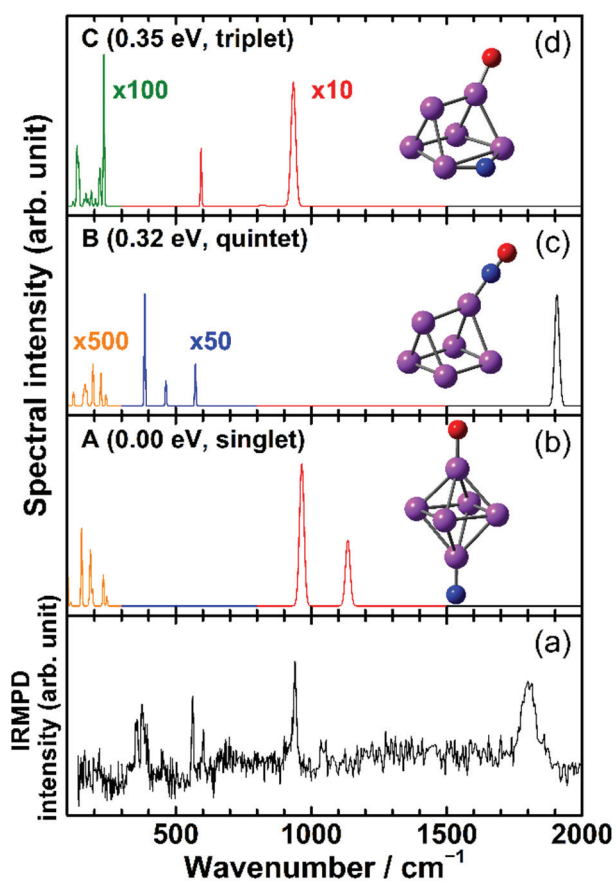 C (0.35 eV, triplet)
(d)
x100
x10
B (0.32 eV, quintet)
(c)
x500
x50
A (0.00 eV, singlet)
(b)
(a)
Spectral intensity (arb. unit)
IRMPD
intensity (arb. unit)
500
1000
1500
2000
Wavenumber / cm⁻¹